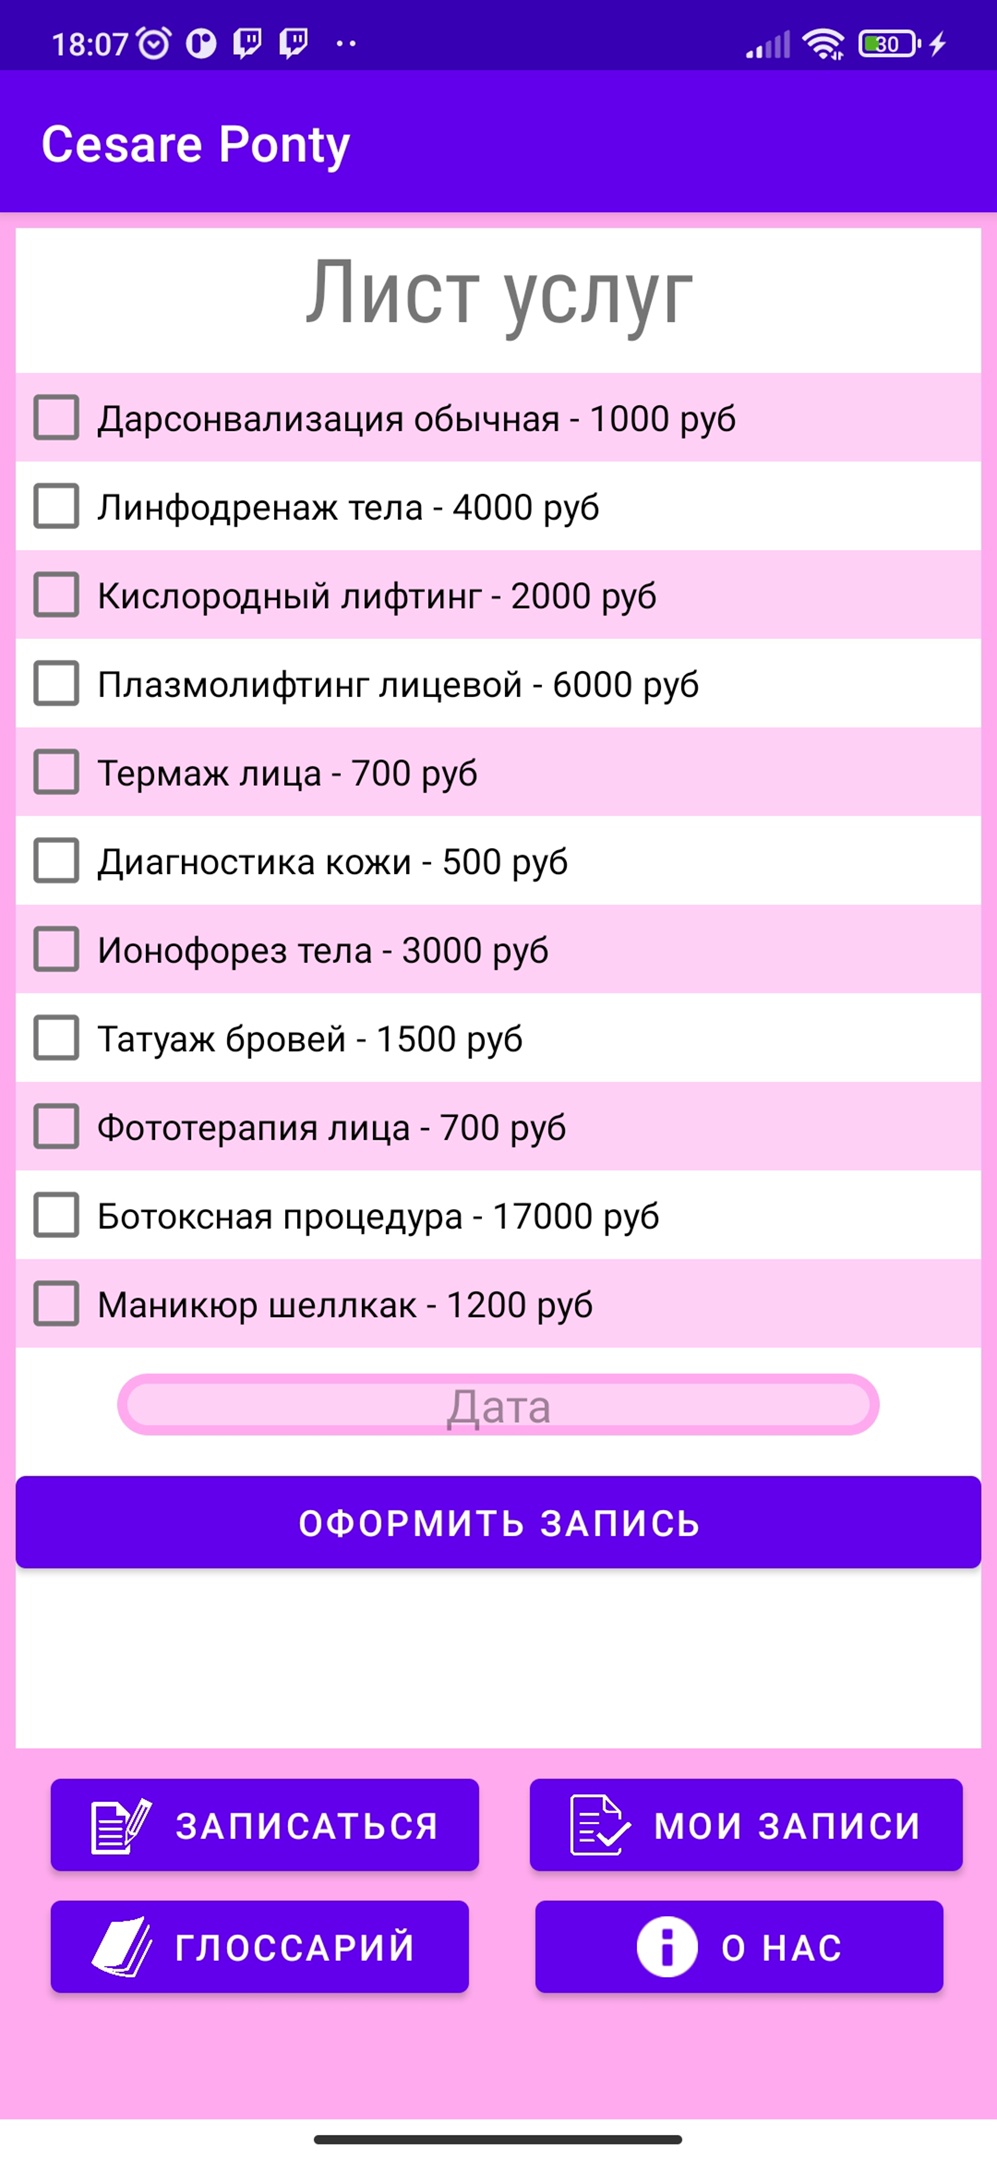 18:07
30
Cesare Ponty
Лист услуг
Дарсонвализация обычная - 1000 руб
Линфодренаж тела - 4000 руб
Кислородный лифтинг - 2000 руб
Плазмолифтинг лицевой - 6000 руб
Термаж лица - 700 руб
Диагностика кожи - 500 руб
Ионофорез тела - 3000 руб
Татуаж бровей - 1500 руб
Фототерапия лица - 700 руб
Ботоксная процедура - 17000 руб
Маникюр шеллкак - 1200 руб
Дата
ОФОРМИТЬ ЗАПИСЬ
ЗАПИСАТЬСЯ
МОИ ЗАПИСИ
ГЛОССАРИЙ
О НАС